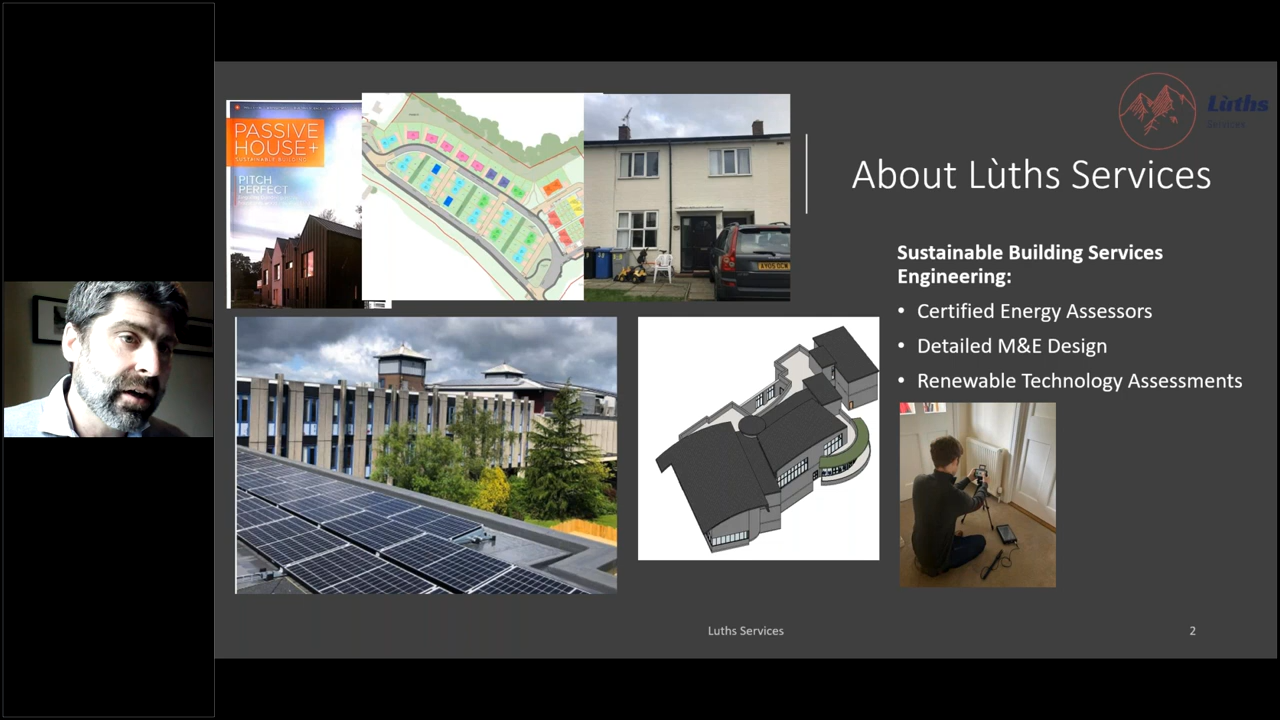 PASSIVE
HOUSE+
SUSTAINABLE BUILDING
PITCH
PERFECT
Lùths
Services
About Lùths Services
Sustainable Building Services
Engineering:
• Certified Energy Assessors
• Detailed M&E Design
• Renewable Technology Assessments
Luths Services
2